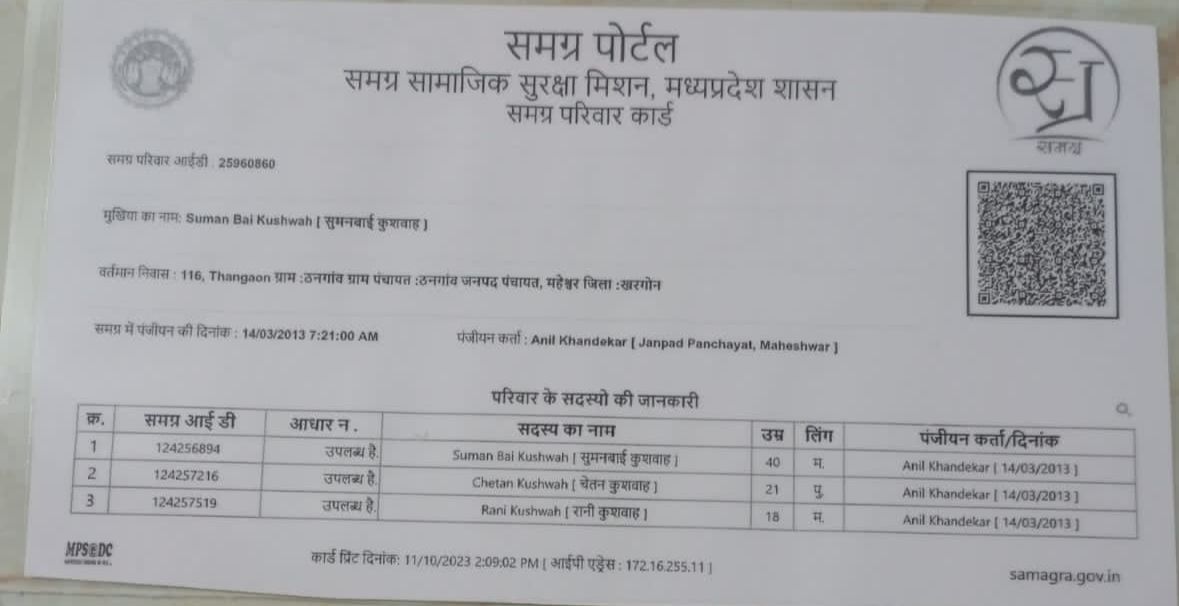 समग्र पोर्टल
समग्र सामाजिक सुरक्षा मिशन, मध्यप्रदेश शासन
समग्र परिवार कार्ड
समग्र
समग्र परिवार आईडी : 25960860
मुखिया का नाम: Suman Bai Kushwah [ सुमनबाई कुशवाह ]
वर्तमान निवास : 116, Thangaon ग्राम :ठनगांव ग्राम पंचायत :ठनगांव जनपद पंचायत, महेश्वर जिला :खरगोन
समग्र में पंजीयन की दिनांक : 14/03/2013 7:21:00 AM पंजीयन कर्ता : Anil Khandekar [ Janpad Panchayat, Maheshwar ]
परिवार के सदस्यो की जानकारी
क्र. समग्र आई डी आधार न . सदस्य का नाम उम्र लिंग पंजीयन कर्ता/दिनांक
1 124256894 उपलब्ध है. Suman Bai Kushwah [ सुमनबाई कुशवाह ] 40 म. Anil Khandekar [ 14/03/2013 ]
2 124257216 उपलब्ध है. Chetan Kushwah [ चेतन कुशवाह ] 21 पु. Anil Khandekar [ 14/03/2013 ]
3 124257519 उपलब्ध है. Rani Kushwah [ रानी कुशवाह ] 18 म. Anil Khandekar [ 14/03/2013 ]
MPSEDC
कार्ड प्रिंट दिनांक: 11/10/2023 2:09:02 PM [ आईपी एड्रेस : 172.16.255.11 ]
samagra.gov.in